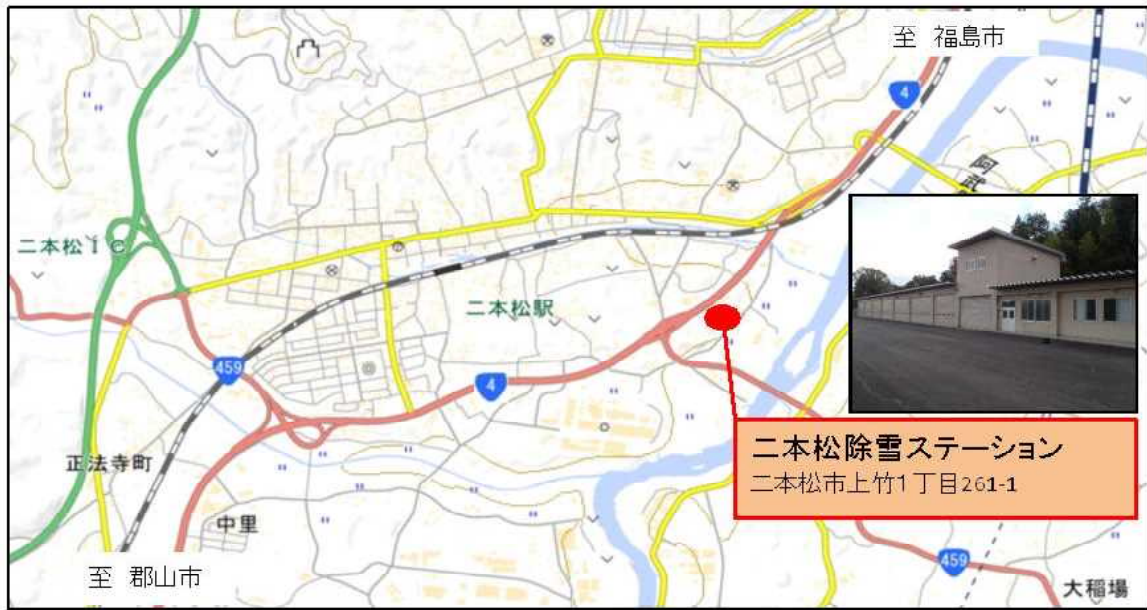 至 福島市
4
阿武
二本松IC
二本松駅
459
4
二本松除雪ステーション
二本松市上竹1丁目261-1
正法寺町
中里
459
至 郡山市
大稲場